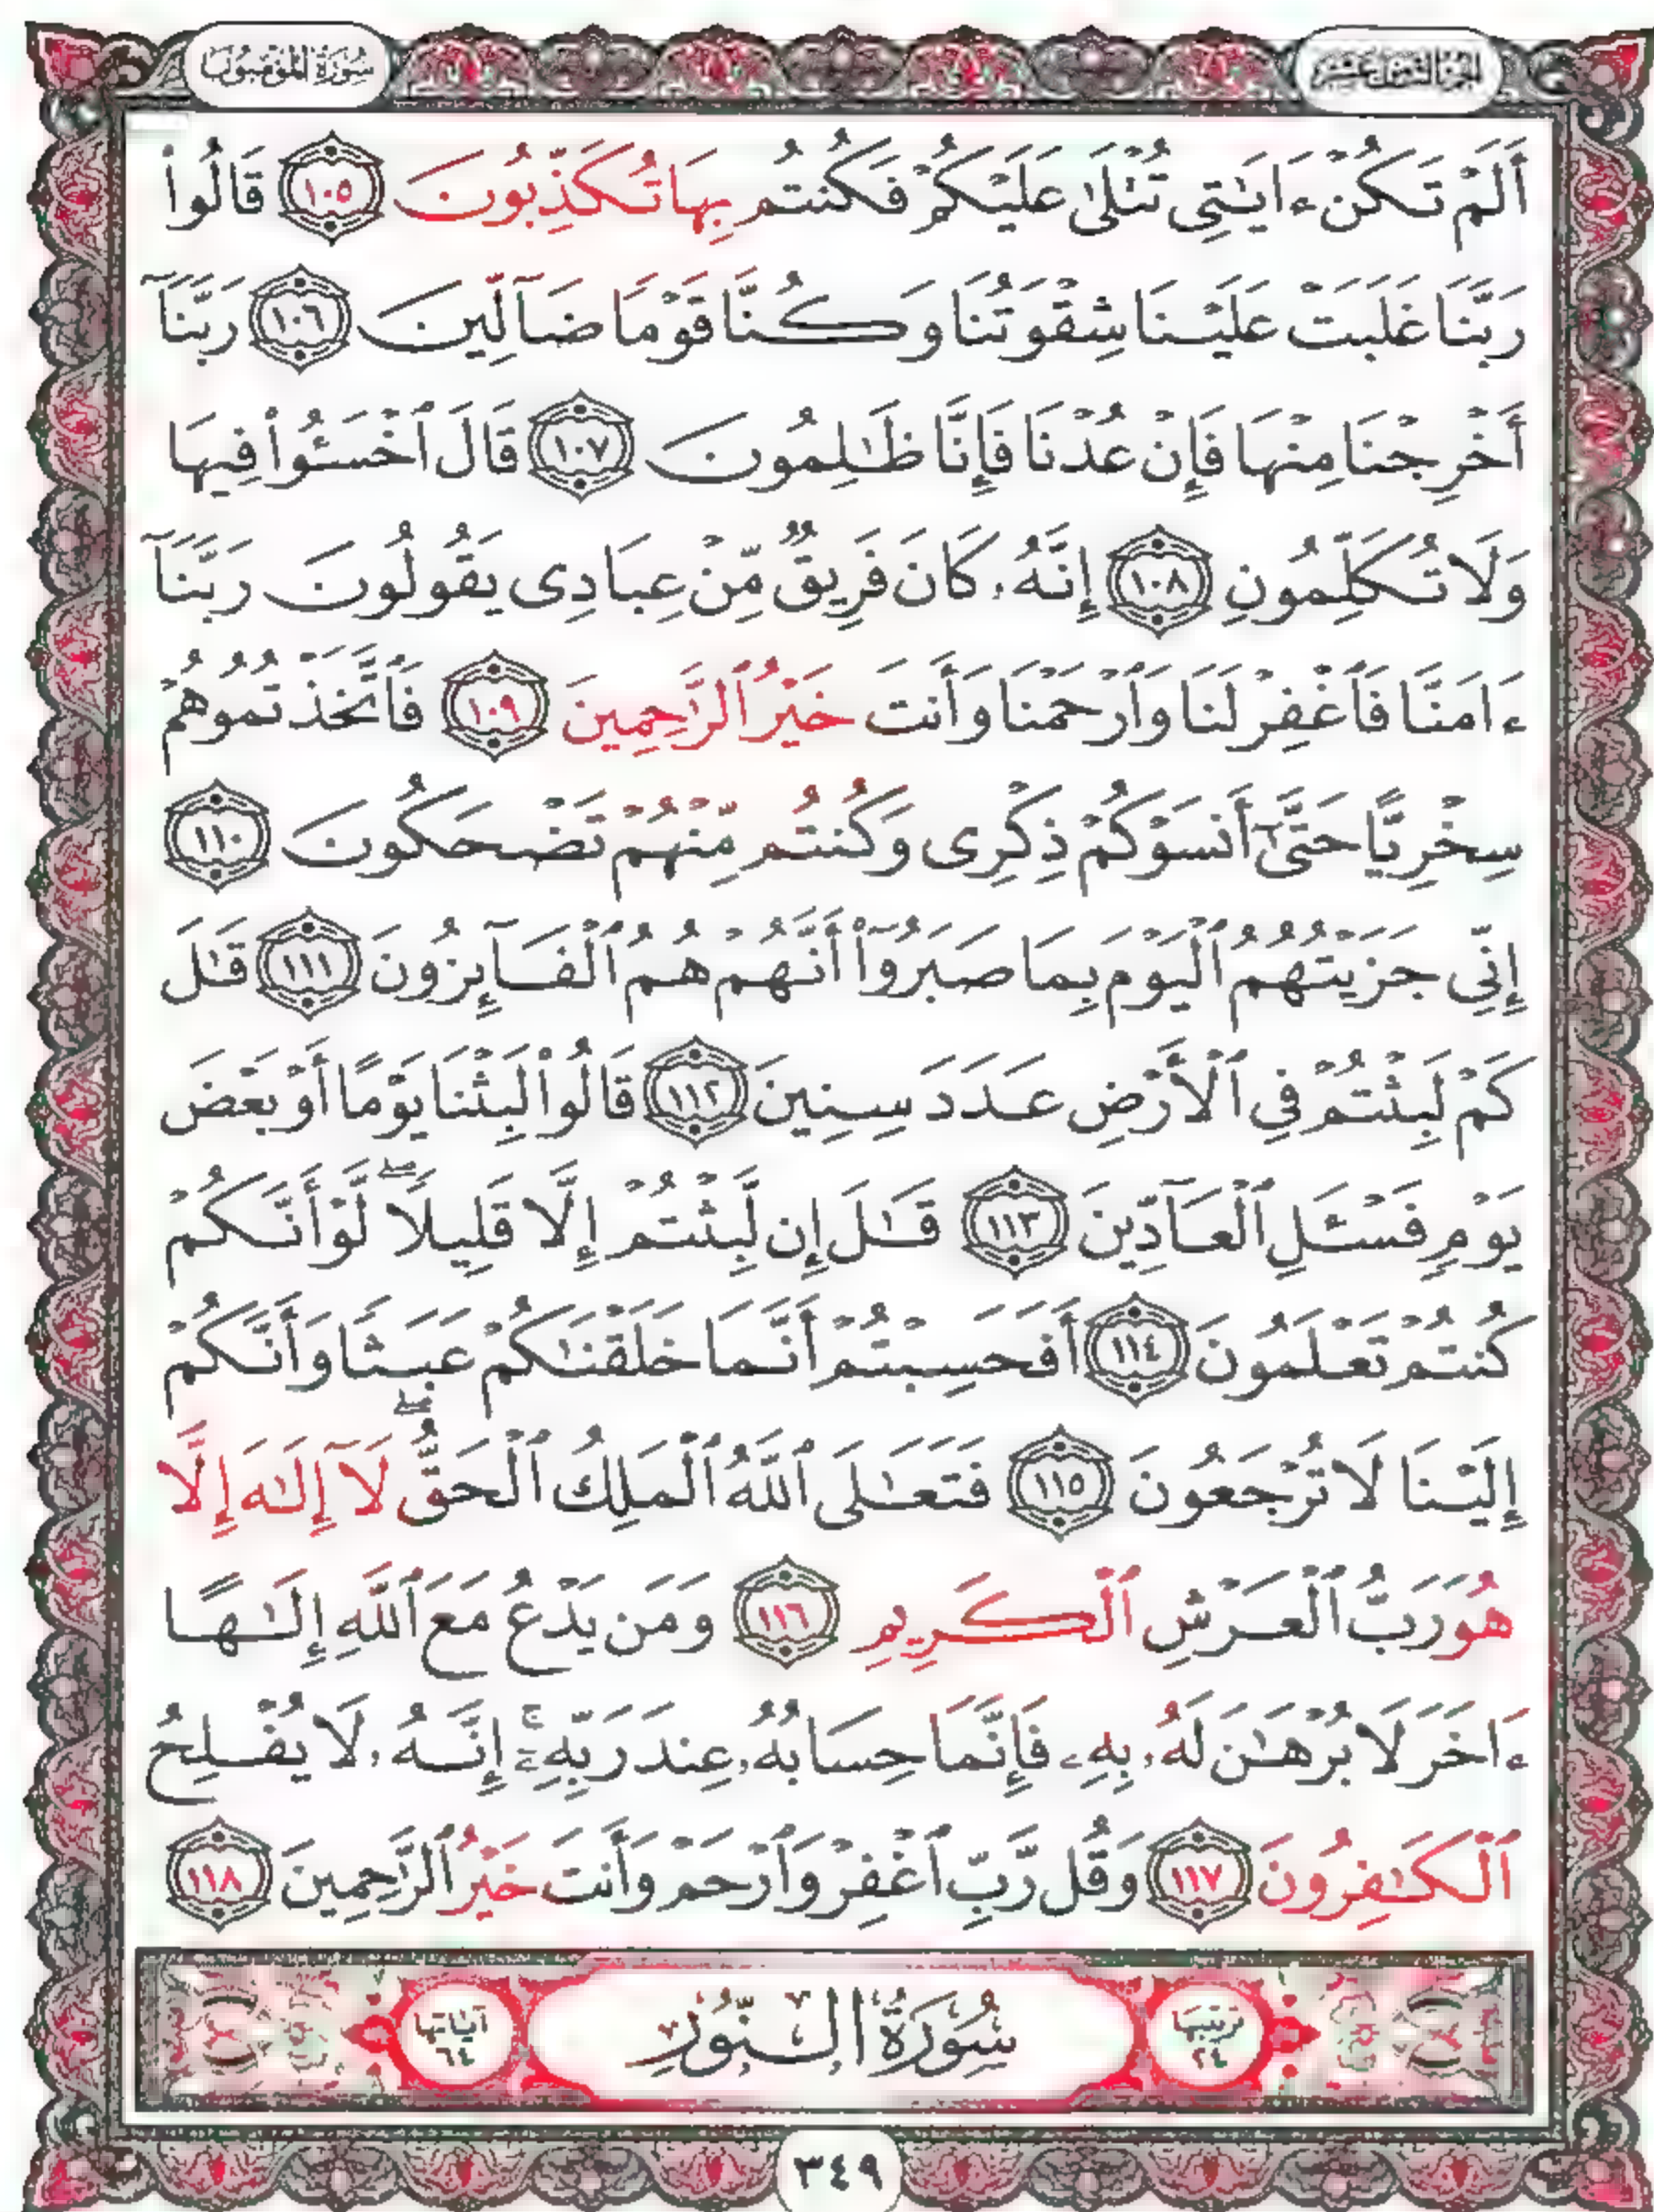 الجزء الثامن عشر
سُورَةُ المُؤْمِنُون
أَلَمْ تَكُنْ ءَايَٰتِى تُتْلَىٰ عَلَيْكُمْ فَكُنتُم بِهَا تُكَذِّبُونَ ١٠٥ قَالُوا۟
رَبَّنَا غَلَبَتْ عَلَيْنَا شِقْوَتُنَا وَكُنَّا قَوْمًا ضَآلِّينَ ١٠٦ رَبَّنَآ
أَخْرِجْنَا مِنْهَا فَإِنْ عُدْنَا فَإِنَّا ظَٰلِمُونَ ١٠٧ قَالَ ٱخْسَـُٔوا۟ فِيهَا
وَلَا تُكَلِّمُونِ ١٠٨ إِنَّهُۥ كَانَ فَرِيقٌ مِّنْ عِبَادِى يَقُولُونَ رَبَّنَآ
ءَامَنَّا فَٱغْفِرْ لَنَا وَٱرْحَمْنَا وَأَنتَ خَيْرُ ٱلرَّٰحِمِينَ ١٠٩ فَٱتَّخَذْتُمُوهُمْ
سِخْرِيًّا حَتَّىٰٓ أَنسَوْكُمْ ذِكْرِى وَكُنتُم مِّنْهُمْ تَضْحَكُونَ ١١٠
إِنِّى جَزَيْتُهُمُ ٱلْيَوْمَ بِمَا صَبَرُوٓا۟ أَنَّهُمْ هُمُ ٱلْفَآئِزُونَ ١١١ قَٰلَ
كَمْ لَبِثْتُمْ فِى ٱلْأَرْضِ عَدَدَ سِنِينَ ١١٢ قَالُوا۟ لَبِثْنَا يَوْمًا أَوْ بَعْضَ
يَوْمٍ فَسْـَٔلِ ٱلْعَآدِّينَ ١١٣ قَٰلَ إِن لَّبِثْتُمْ إِلَّا قَلِيلًا ۖ لَّوْ أَنَّكُمْ
كُنتُمْ تَعْلَمُونَ ١١٤ أَفَحَسِبْتُمْ أَنَّمَا خَلَقْنَٰكُمْ عَبَثًا وَأَنَّكُمْ
إِلَيْنَا لَا تُرْجَعُونَ ١١٥ فَتَعَٰلَى ٱللَّهُ ٱلْمَلِكُ ٱلْحَقُّ ۖ لَآ إِلَٰهَ إِلَّا
هُوَ رَبُّ ٱلْعَرْشِ ٱلْكَرِيمِ ١١٦ وَمَن يَدْعُ مَعَ ٱللَّهِ إِلَٰهًا
ءَاخَرَ لَا بُرْهَٰنَ لَهُۥ بِهِۦ فَإِنَّمَا حِسَابُهُۥ عِندَ رَبِّهِۦٓ ۚ إِنَّهُۥ لَا يُفْلِحُ
ٱلْكَٰفِرُونَ ١١٧ وَقُل رَّبِّ ٱغْفِرْ وَٱرْحَمْ وَأَنتَ خَيْرُ ٱلرَّٰحِمِينَ ١١٨
ترتيبها ٢٤
سُورَةُ النُّورِ
آياتها ٦٤
٣٤٩